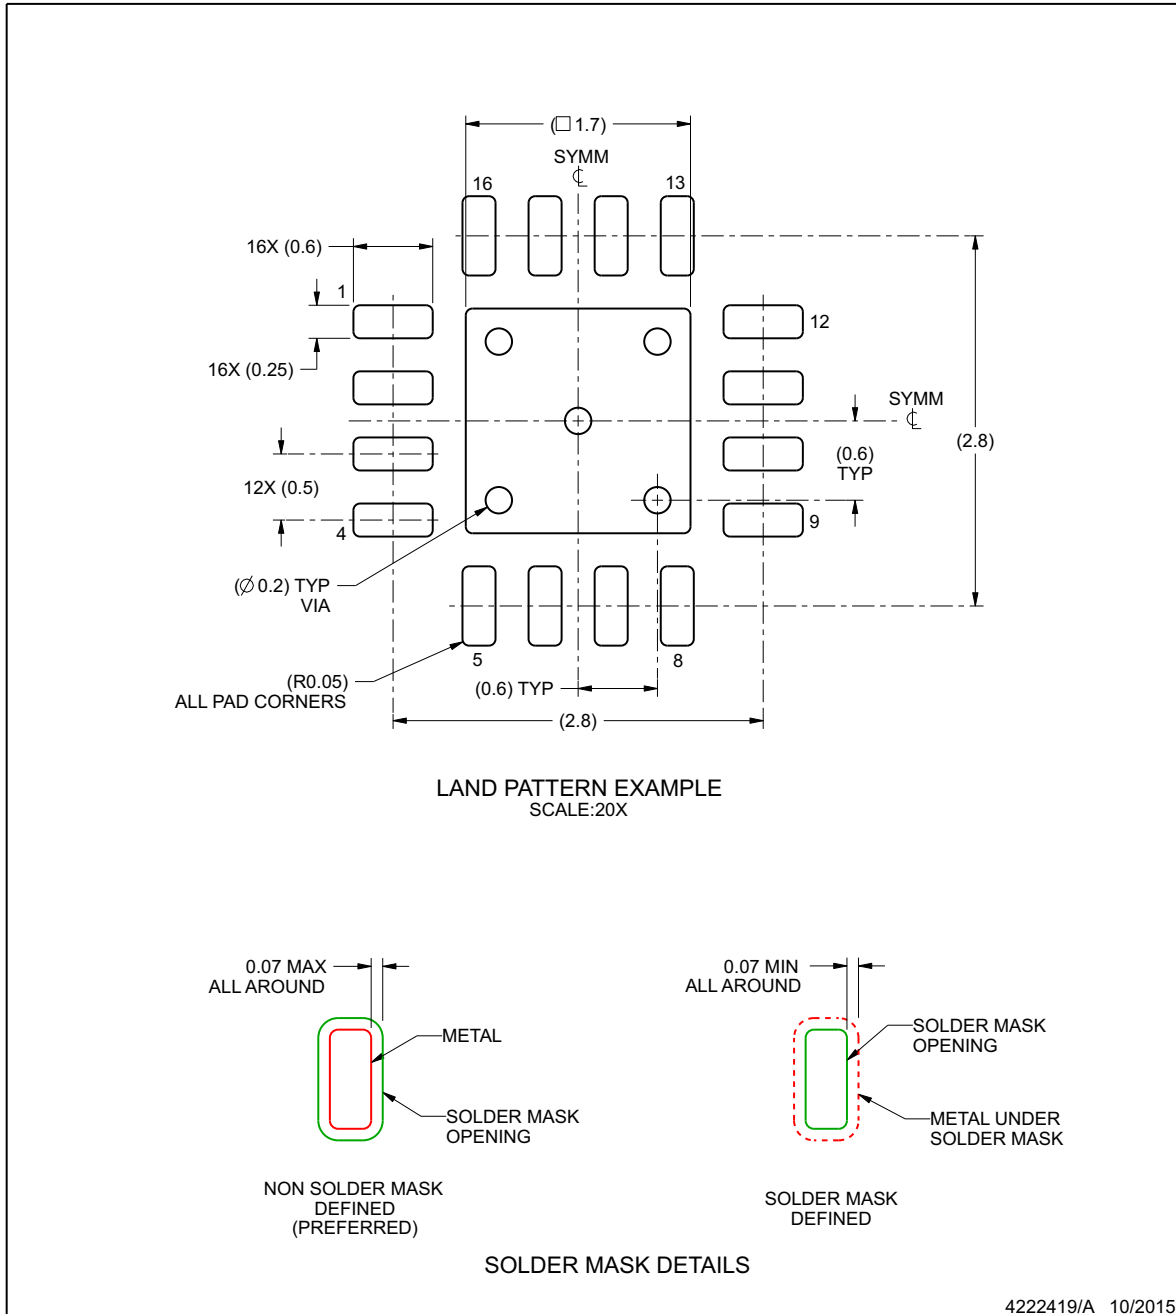 (□ 1.7)
SYMM
℄
16
13
16X (0.6)
1
12
16X (0.25)
SYMM
℄
(0.6)
TYP
(2.8)
12X (0.5)
4
9
(Ø 0.2) TYP
VIA
5
8
(R0.05)
ALL PAD CORNERS
(0.6) TYP
(2.8)
LAND PATTERN EXAMPLE
SCALE:20X
0.07 MAX
ALL AROUND
METAL
SOLDER MASK
OPENING
NON SOLDER MASK
DEFINED
(PREFERRED)
0.07 MIN
ALL AROUND
SOLDER MASK
OPENING
METAL UNDER
SOLDER MASK
SOLDER MASK
DEFINED
SOLDER MASK DETAILS
4222419/A 10/2015